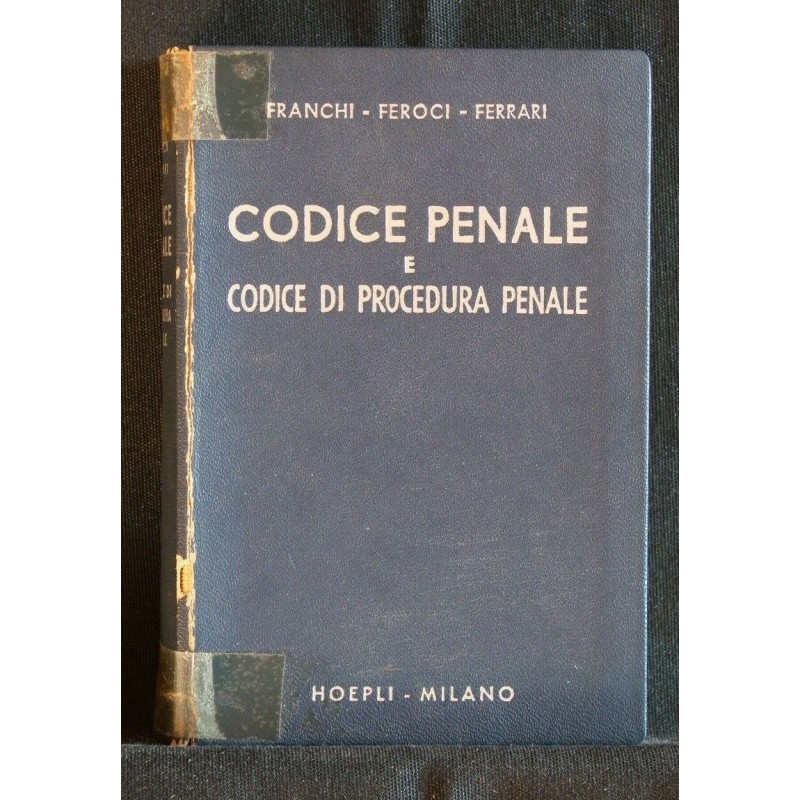 FRANCHI - FEROCI - FERRARI
CODICE PENALE
E
CODICE DI PROCEDURA PENALE
HOEPLI - MILANO